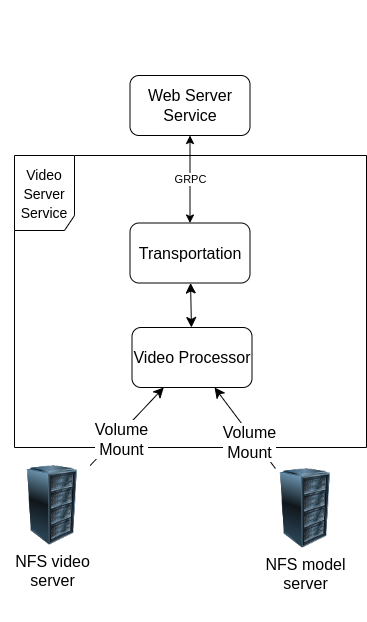 Web Server
Service
Video
Server
Service
GRPC
Transportation
Video Processor
Volume
Mount
Volume
Mount
NFS video
server
NFS model
server